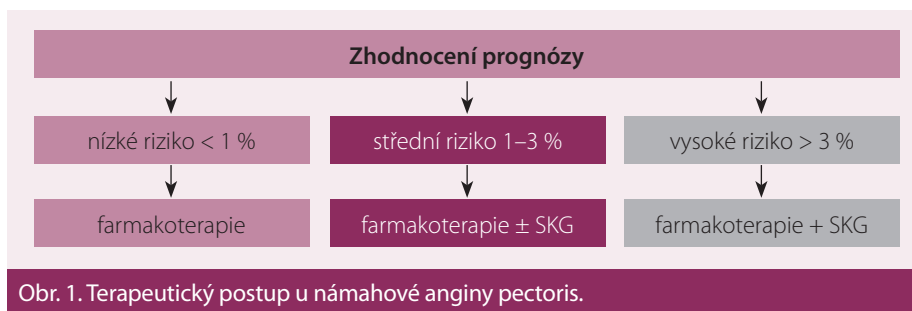 Zhodnocení prognózy
nízké riziko < 1 %
střední riziko 1–3 %
vysoké riziko > 3 %
farmakoterapie
farmakoterapie ± SKG
farmakoterapie + SKG
Obr. 1. Terapeutický postup u námahové anginy pectoris.